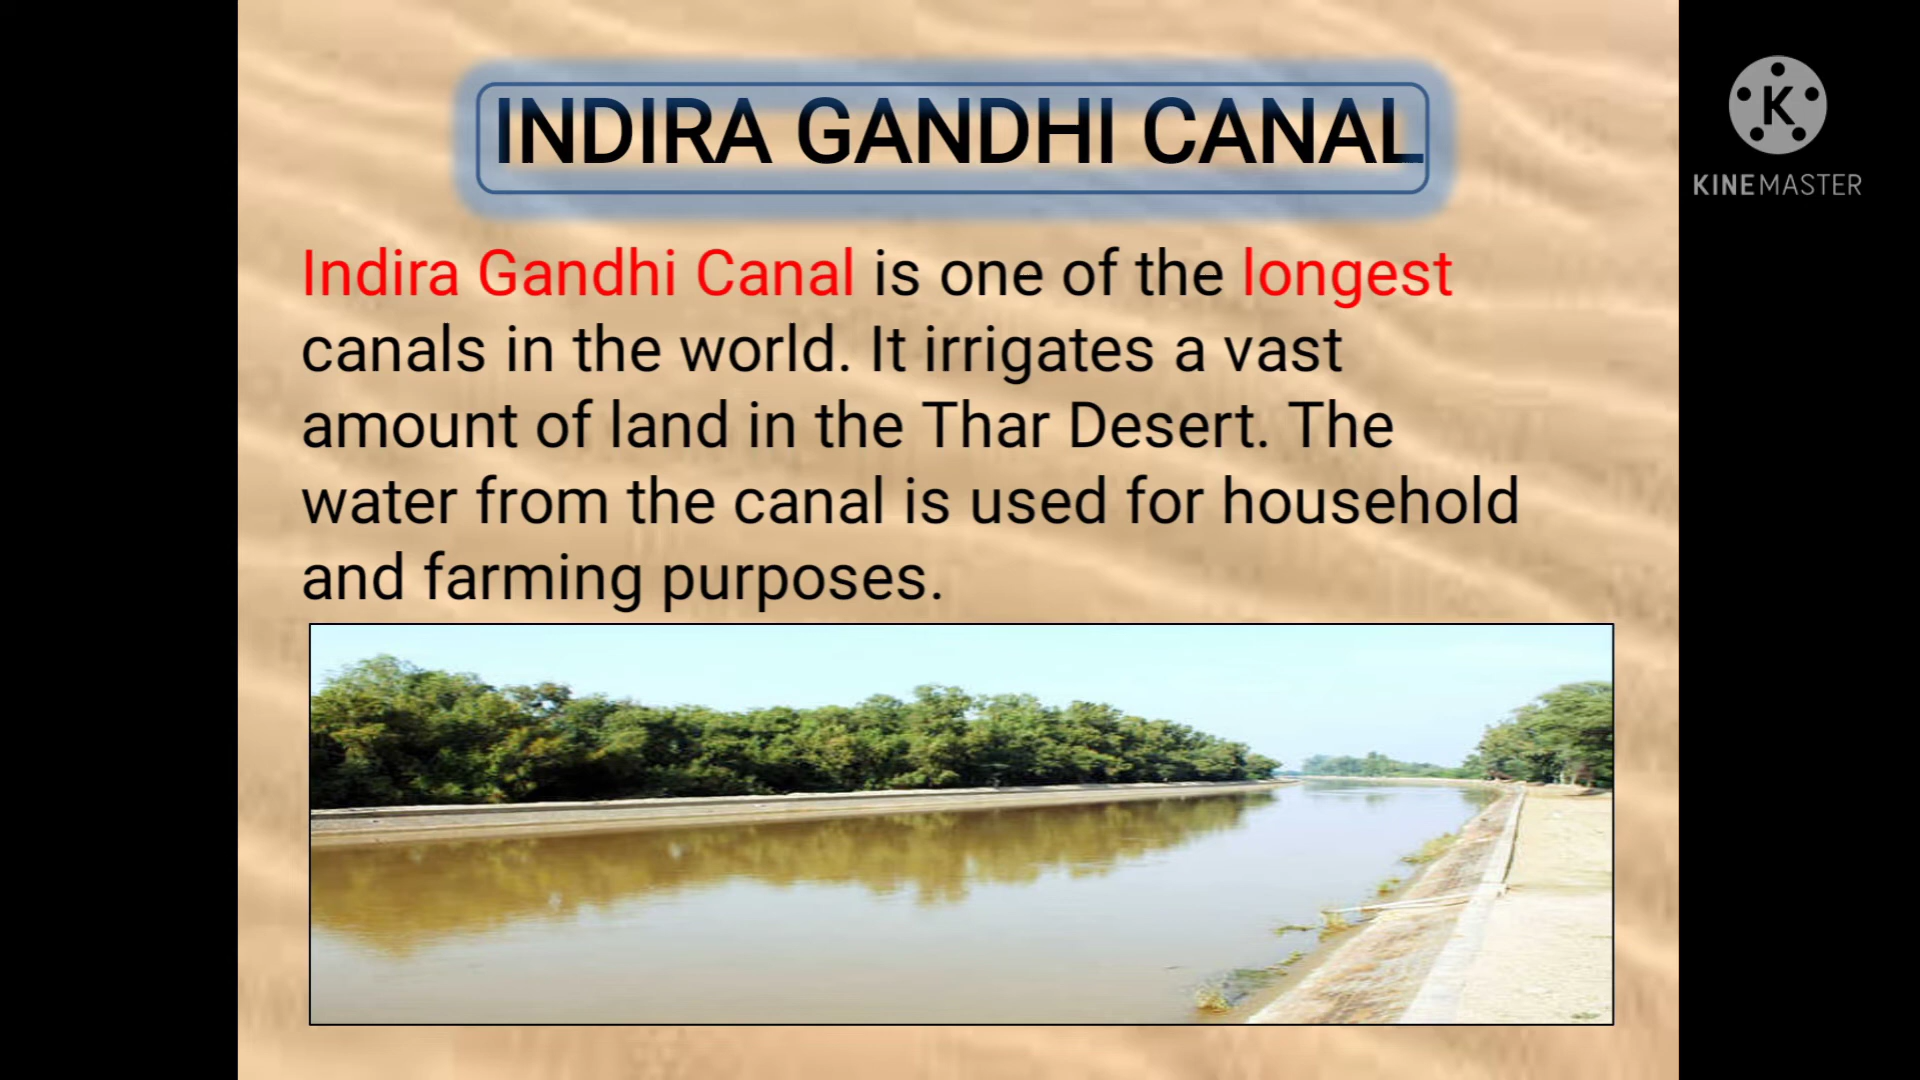 INDIRA GANDHI CANAL
Indira Gandhi Canal is one of the longest
canals in the world. It irrigates a vast
amount of land in the Thar Desert. The
water from the canal is used for household
and farming purposes.
K
KINEMASTER